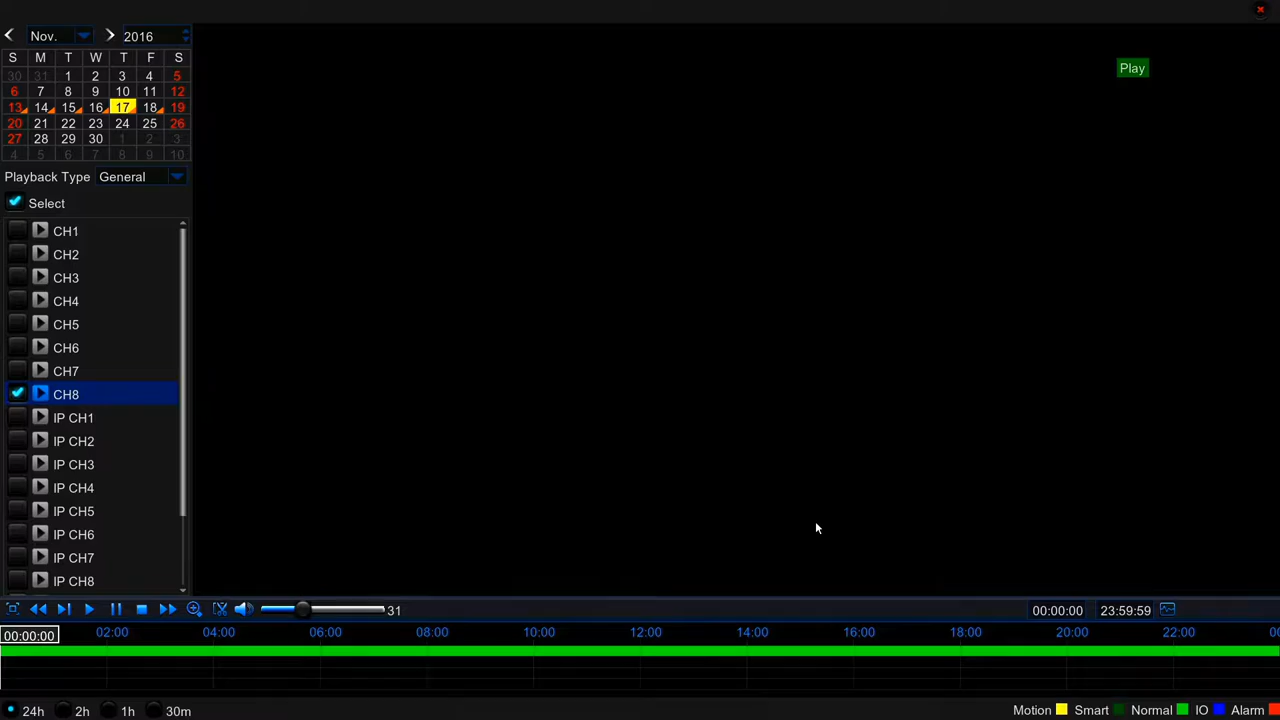 Nov. 2016
S M T W T F S
30 31 1 2 3 4 5
6 7 8 9 10 11 12
13 14 15 16 17 18 19
20 21 22 23 24 25 26
27 28 29 30 1 2 3
4 5 6 7 8 9 10
Playback Type General
Select
CH1
CH2
CH3
CH4
CH5
CH6
CH7
CH8
IP CH1
IP CH2
IP CH3
IP CH4
IP CH5
IP CH6
IP CH7
IP CH8
Play
31 00:00:00 23:59:59
00:00:00 02:00 04:00 06:00 08:00 10:00 12:00 14:00 16:00 18:00 20:00 22:00 00
24h 2h 1h 30m Motion Smart Normal IO Alarm